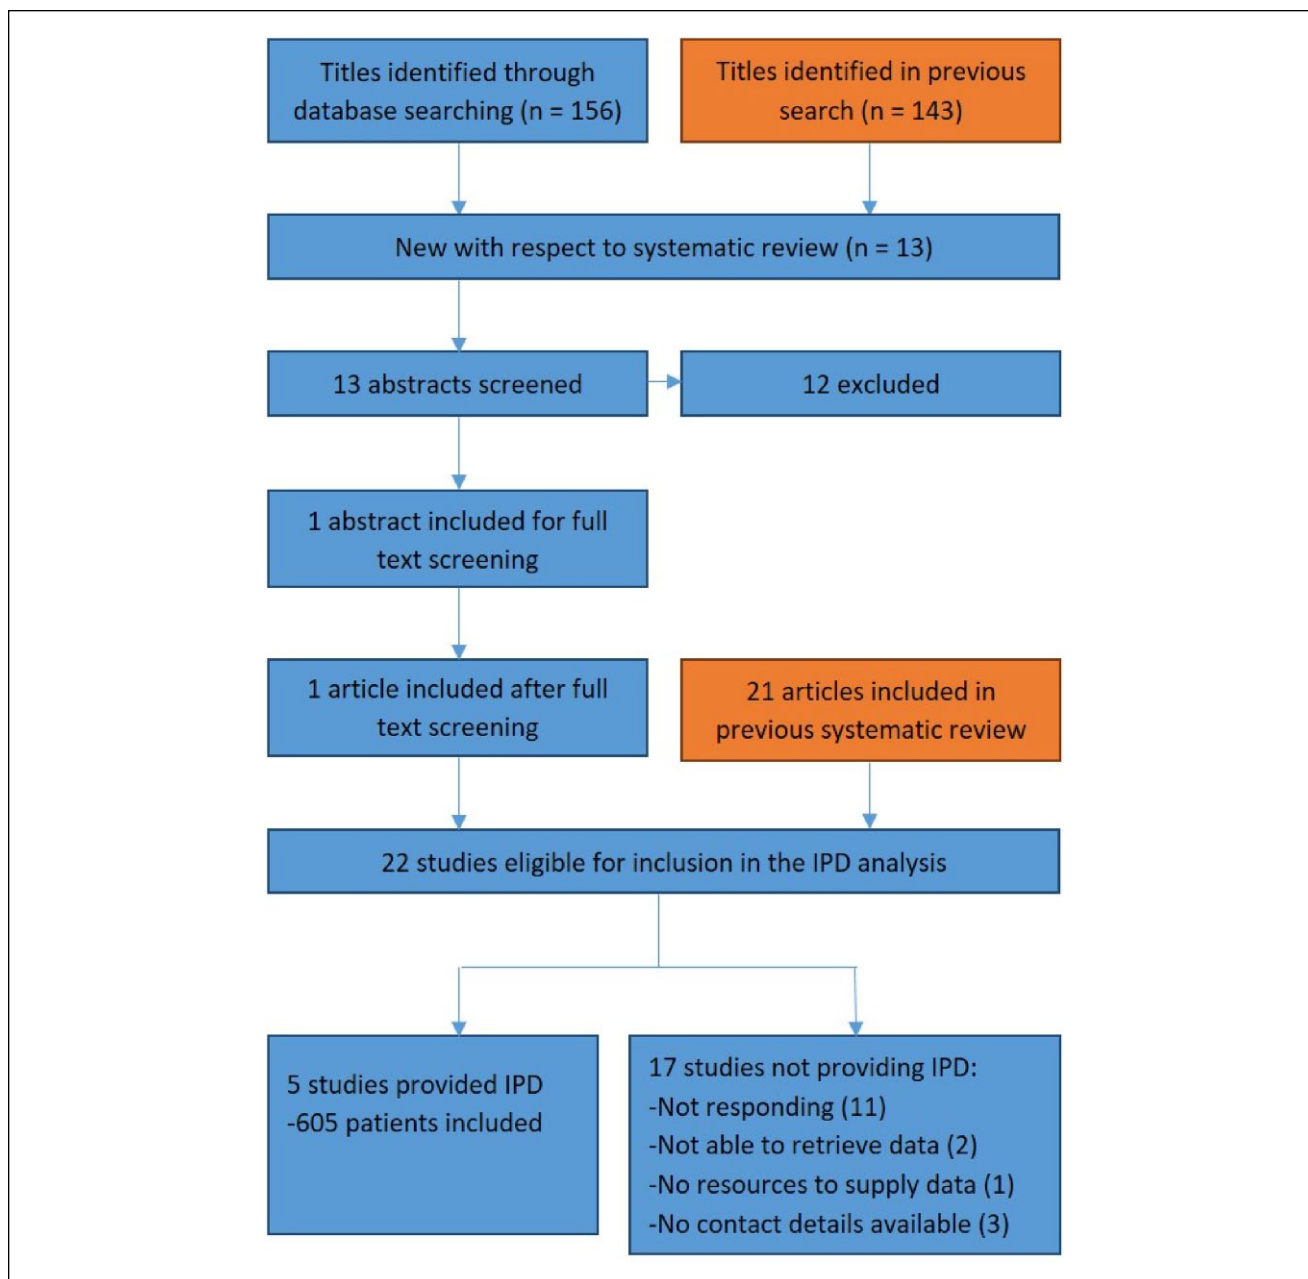 Titles identified through
database searching (n = 156)
Titles identified in previous
search (n = 143)
New with respect to systematic review (n = 13)
13 abstracts screened
12 excluded
1 abstract included for full
text screening
1 article included after full
text screening
21 articles included in
previous systematic review
22 studies eligible for inclusion in the IPD analysis
5 studies provided IPD
-605 patients included
17 studies not providing IPD:
-Not responding (11)
-Not able to retrieve data (2)
-No resources to supply data (1)
-No contact details available (3)